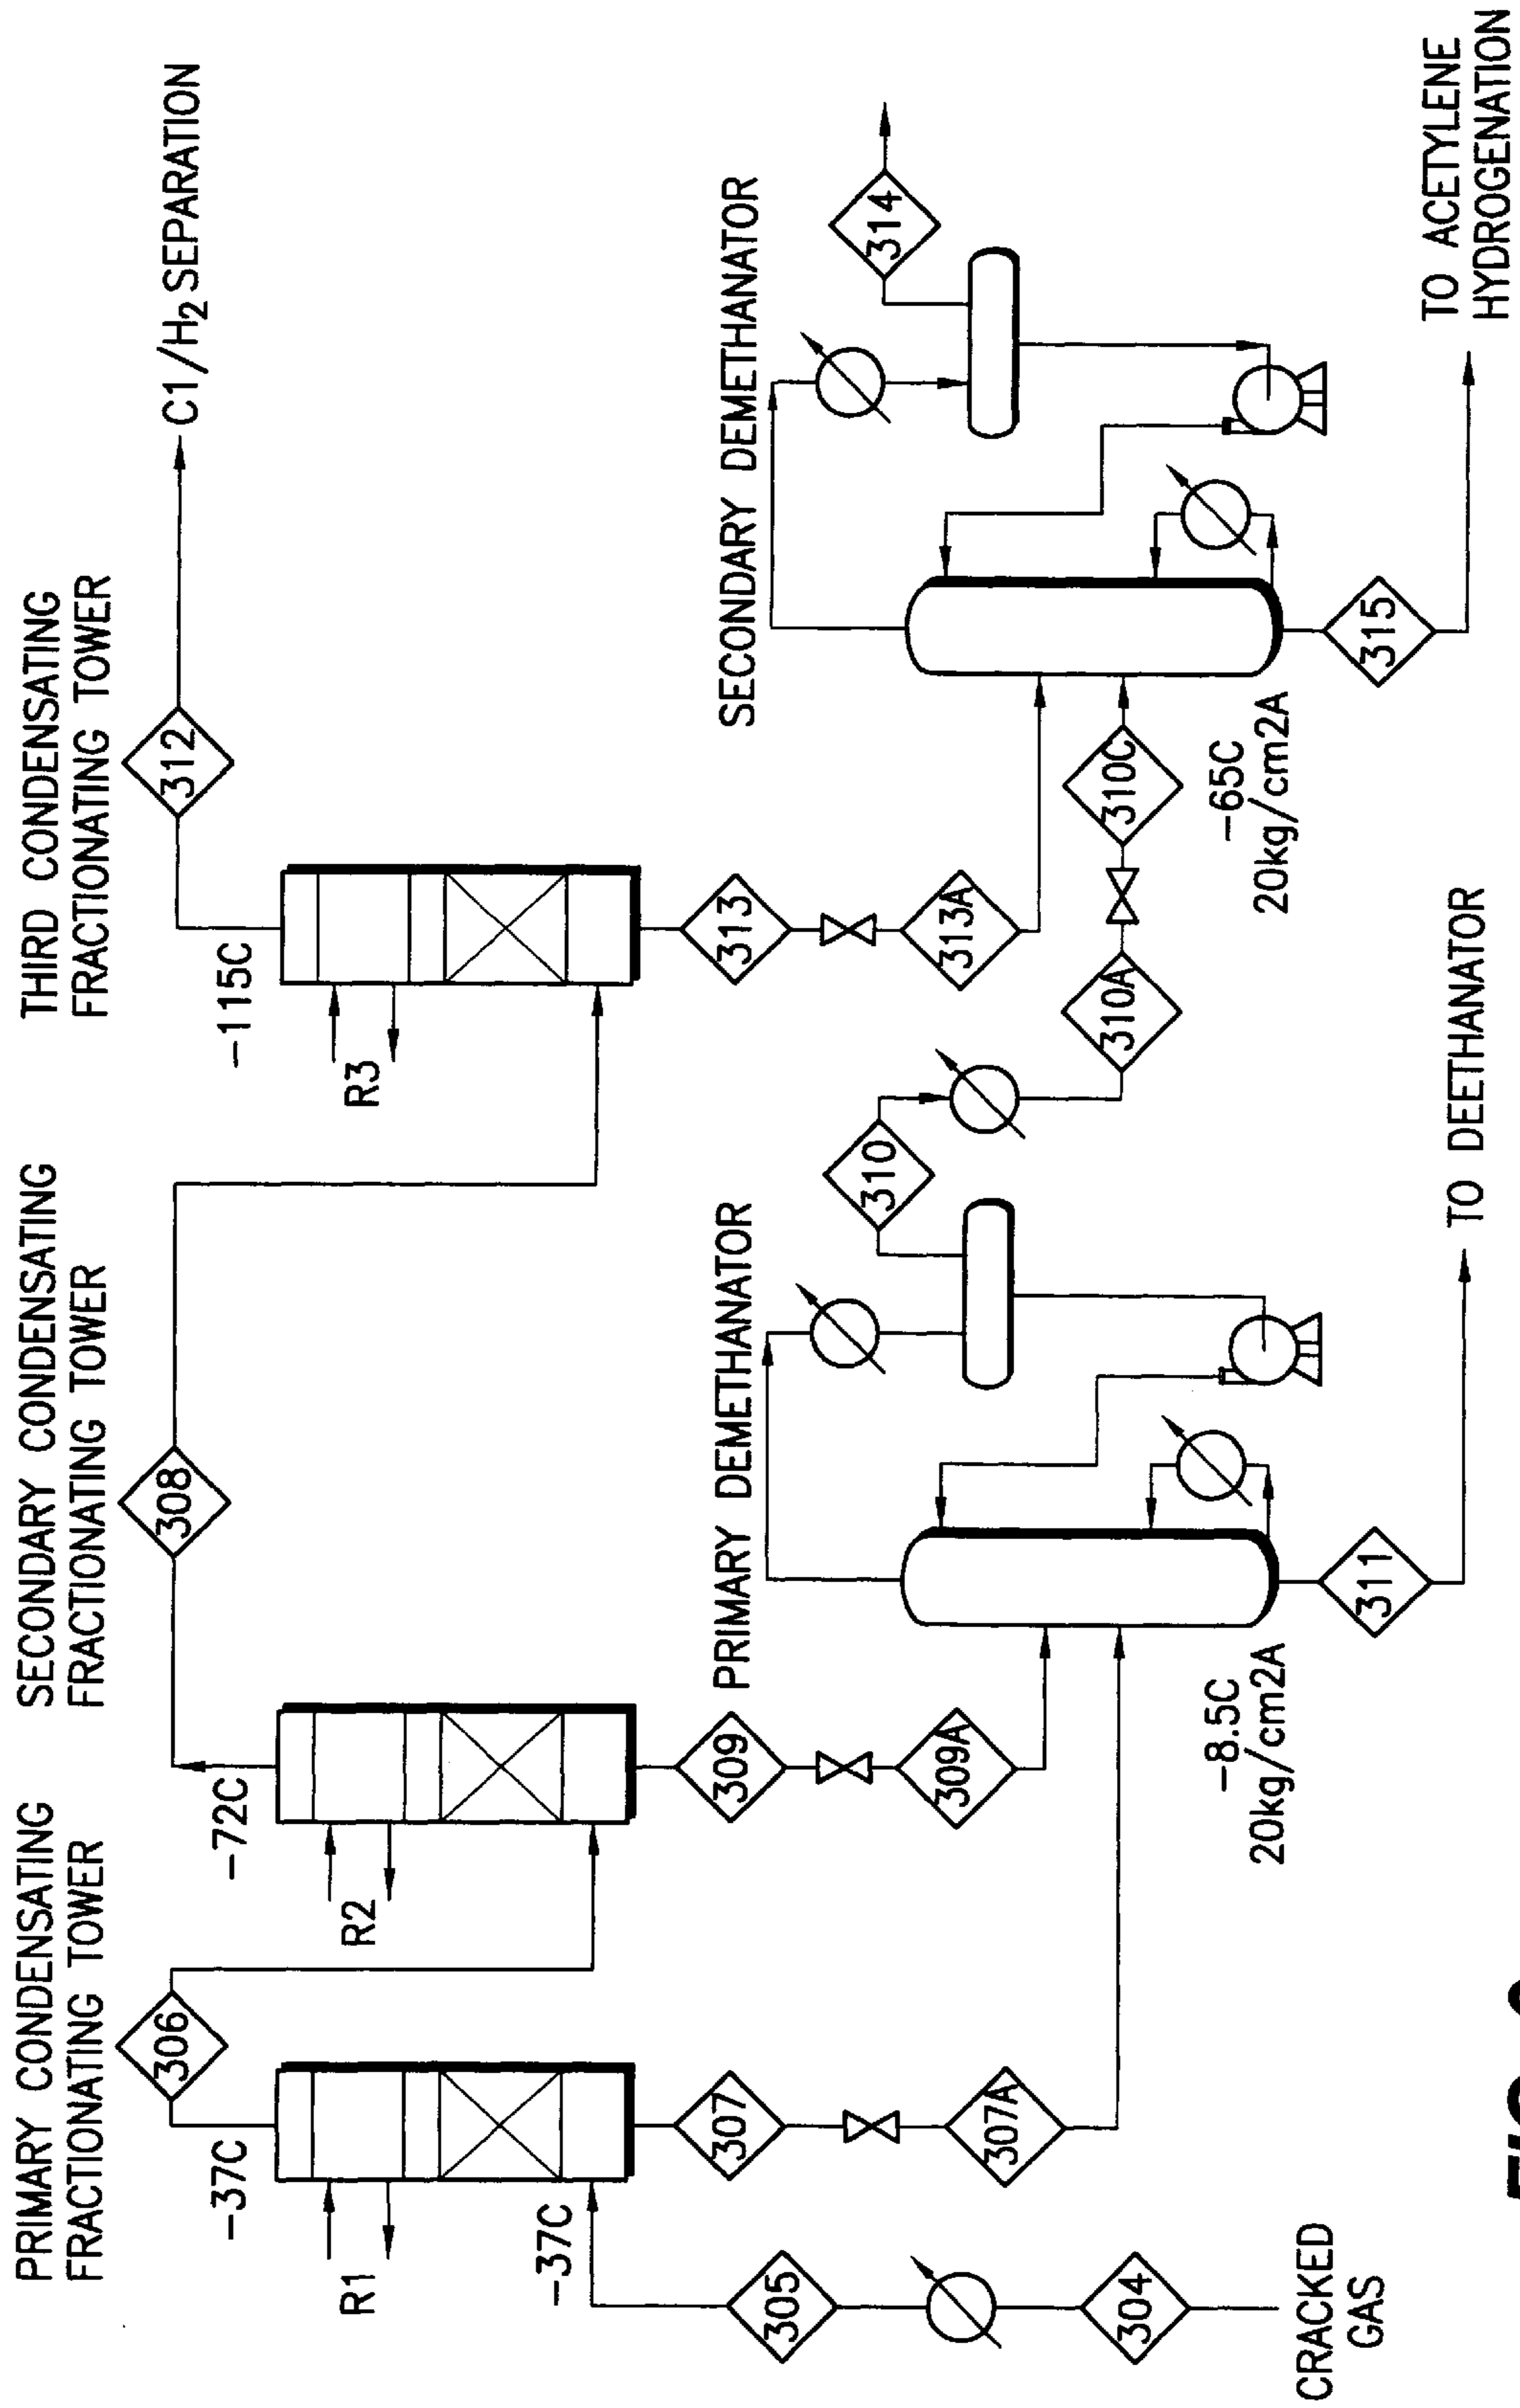 PRIMARY CONDENSATING
FRACTIONATING TOWER
SECONDARY CONDENSATING
FRACTIONATING TOWER
THIRD CONDENSATING
FRACTIONATING TOWER
306
308
312
C1/H2 SEPARATION
-37C
-72C
-115C
R1
R2
R3
-37C
305
304
CRACKED
GAS
307
307A
309
309A
313
313A
PRIMARY DEMETHANATOR
SECONDARY DEMETHANATOR
310
310A
310C
314
-8.5C
20kg/cm2A
-65C
20kg/cm2A
311
TO DEETHANATOR
315
TO ACETYLENE
HYDROGENATION